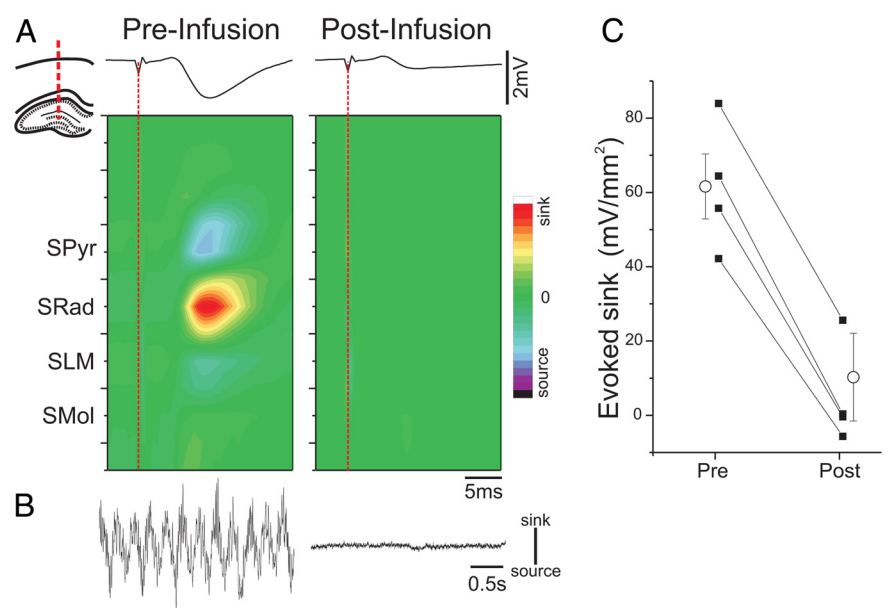 A
Pre-Infusion
Post-Infusion
2mV
SPyr
SRad
SLM
SMol
sink
0
source
5ms
B
sink
source
0.5s
C
Evoked sink (mV/mm²)
80
60
40
20
0
Pre
Post